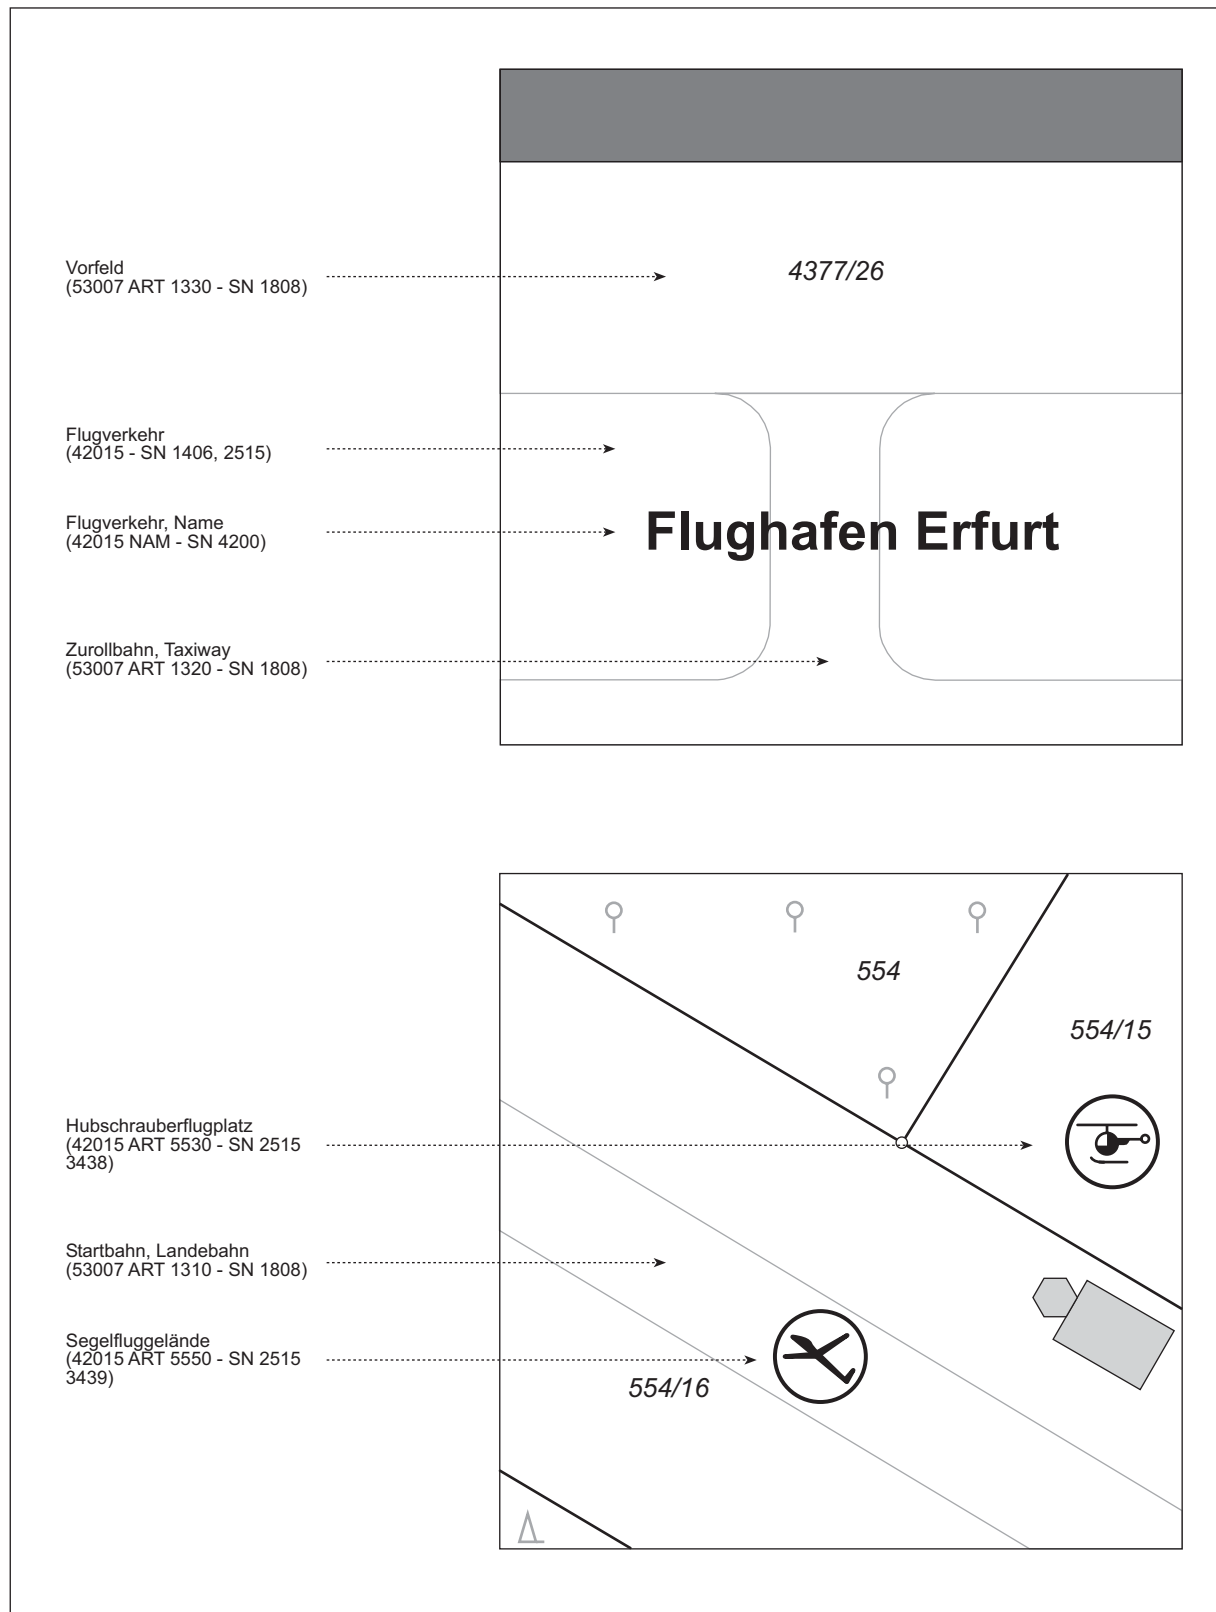 Vorfeld
(53007 ART 1330 - SN 1808)
4377/26
Flugverkehr
(42015 - SN 1406, 2515)
Flugverkehr, Name
(42015 NAM - SN 4200)
Flughafen Erfurt
Zurollbahn, Taxiway
(53007 ART 1320 - SN 1808)
554
554/15
Hubschrauberflugplatz
(42015 ART 5530 - SN 2515
3438)
Startbahn, Landebahn
(53007 ART 1310 - SN 1808)
Segelfluggelände
(42015 ART 5550 - SN 2515
3439)
554/16